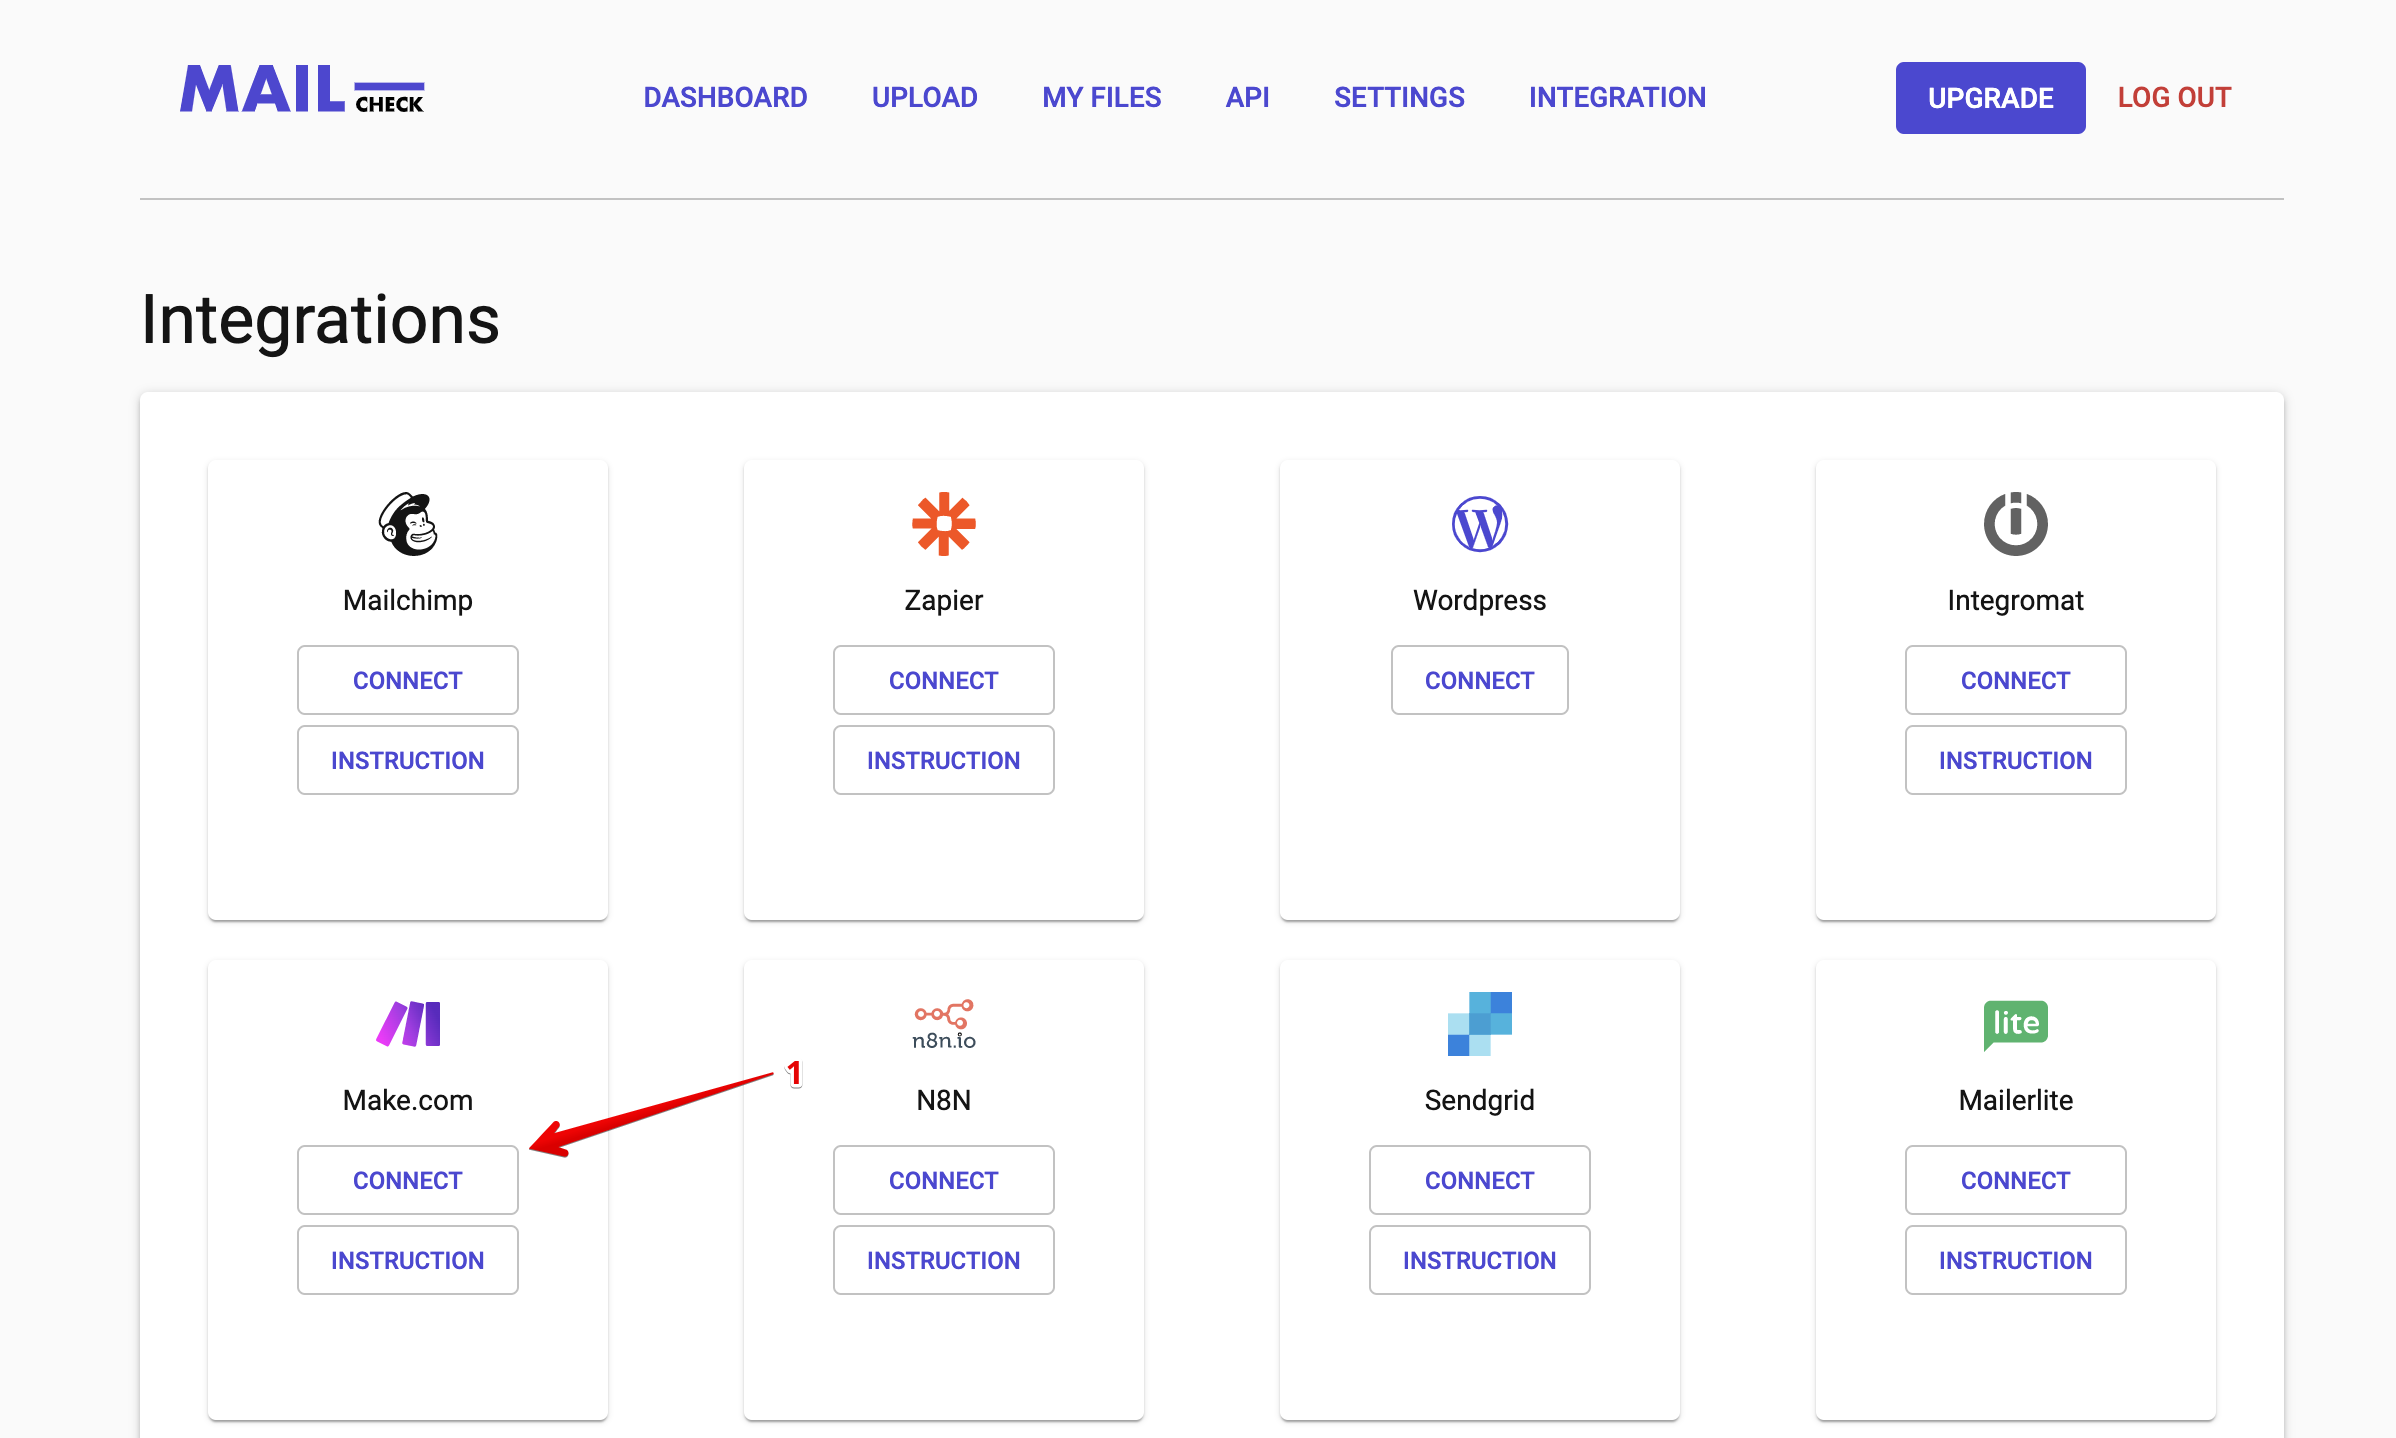 MAIL CHECK
DASHBOARD UPLOAD MY FILES API SETTINGS INTEGRATION UPGRADE LOG OUT
Integrations
Mailchimp Zapier Wordpress Integromat
CONNECT CONNECT CONNECT CONNECT
INSTRUCTION INSTRUCTION INSTRUCTION
lite
n8n.io
1
Make.com N8N Sendgrid Mailerlite
CONNECT CONNECT CONNECT CONNECT
INSTRUCTION INSTRUCTION INSTRUCTION INSTRUCTION